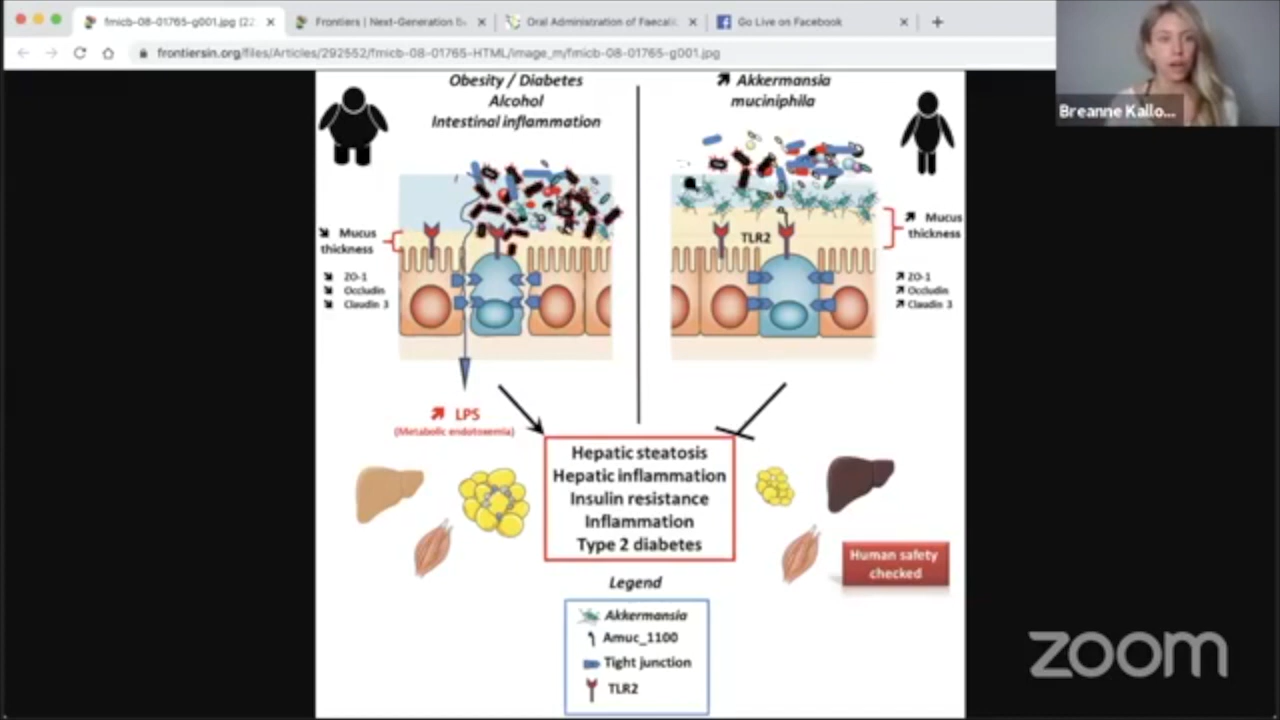 fmicb-08-01765-g001.jpg (22
Frontiers | Next-Generation Be
Oral Administration of Faecali
Go Live on Facebook
frontiersin.org/files/Articles/292552/fmicb-08-01765-HTML/image_m/fmicb-08-01765-g001.jpg
Breanne Kallo...
Obesity / Diabetes
Alcohol
Intestinal inflammation
Akkermansia
muciniphila
Mucus
thickness
ZO-1
Occludin
Claudin 3
TLR2
Mucus
thickness
ZO-1
Occludin
Claudin 3
LPS
(Metabolic endotoxemia)
Hepatic steatosis
Hepatic inflammation
Insulin resistance
Inflammation
Type 2 diabetes
Human safety
checked
Legend
Akkermansia
Amuc_1100
Tight junction
TLR2
zoom